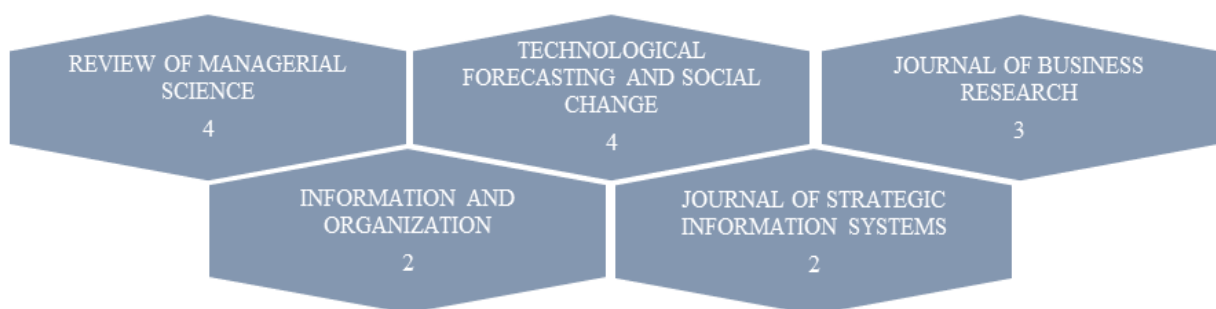 REVIEW OF MANAGERIAL
SCIENCE
4
TECHNOLOGICAL
FORECASTING AND SOCIAL
CHANGE
4
JOURNAL OF BUSINESS
RESEARCH
3
INFORMATION AND
ORGANIZATION
2
JOURNAL OF STRATEGIC
INFORMATION SYSTEMS
2